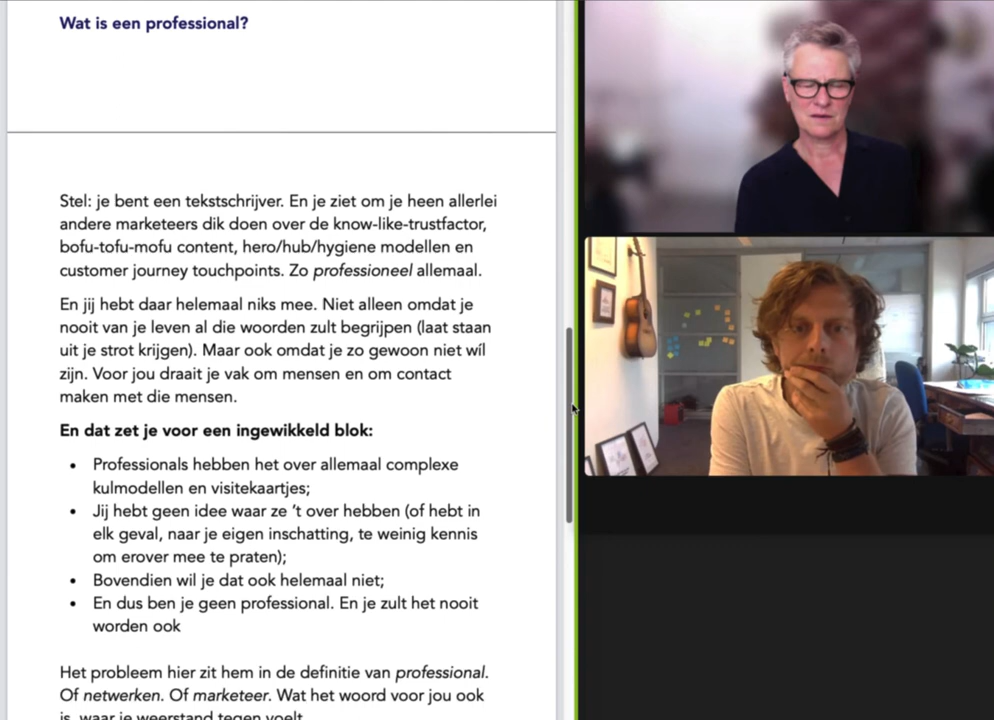 Wat is een professional?
Stel: je bent een tekstschrijver. En je ziet om je heen allerlei
andere marketeers dik doen over de know-like-trustfactor,
bofu-tofu-mofu content, hero/hub/hygiene modellen en
customer journey touchpoints. Zo professioneel allemaal.
En jij hebt daar helemaal niks mee. Niet alleen omdat je
nooit van je leven al die woorden zult begrijpen (laat staan
uit je strot krijgen). Maar ook omdat je zo gewoon niet wíl
zijn. Voor jou draait je vak om mensen en om contact
maken met die mensen.
En dat zet je voor een ingewikkeld blok:
• Professionals hebben het over allemaal complexe
kulmodellen en visitekaartjes;
• Jij hebt geen idee waar ze ’t over hebben (of hebt in
elk geval, naar je eigen inschatting, te weinig kennis
om erover mee te praten);
• Bovendien wil je dat ook helemaal niet;
• En dus ben je geen professional. En je zult het nooit
worden ook
Het probleem hier zit hem in de definitie van professional.
Of netwerken. Of marketeer. Wat het woord voor jou ook
is, waar je weerstand tegen voelt